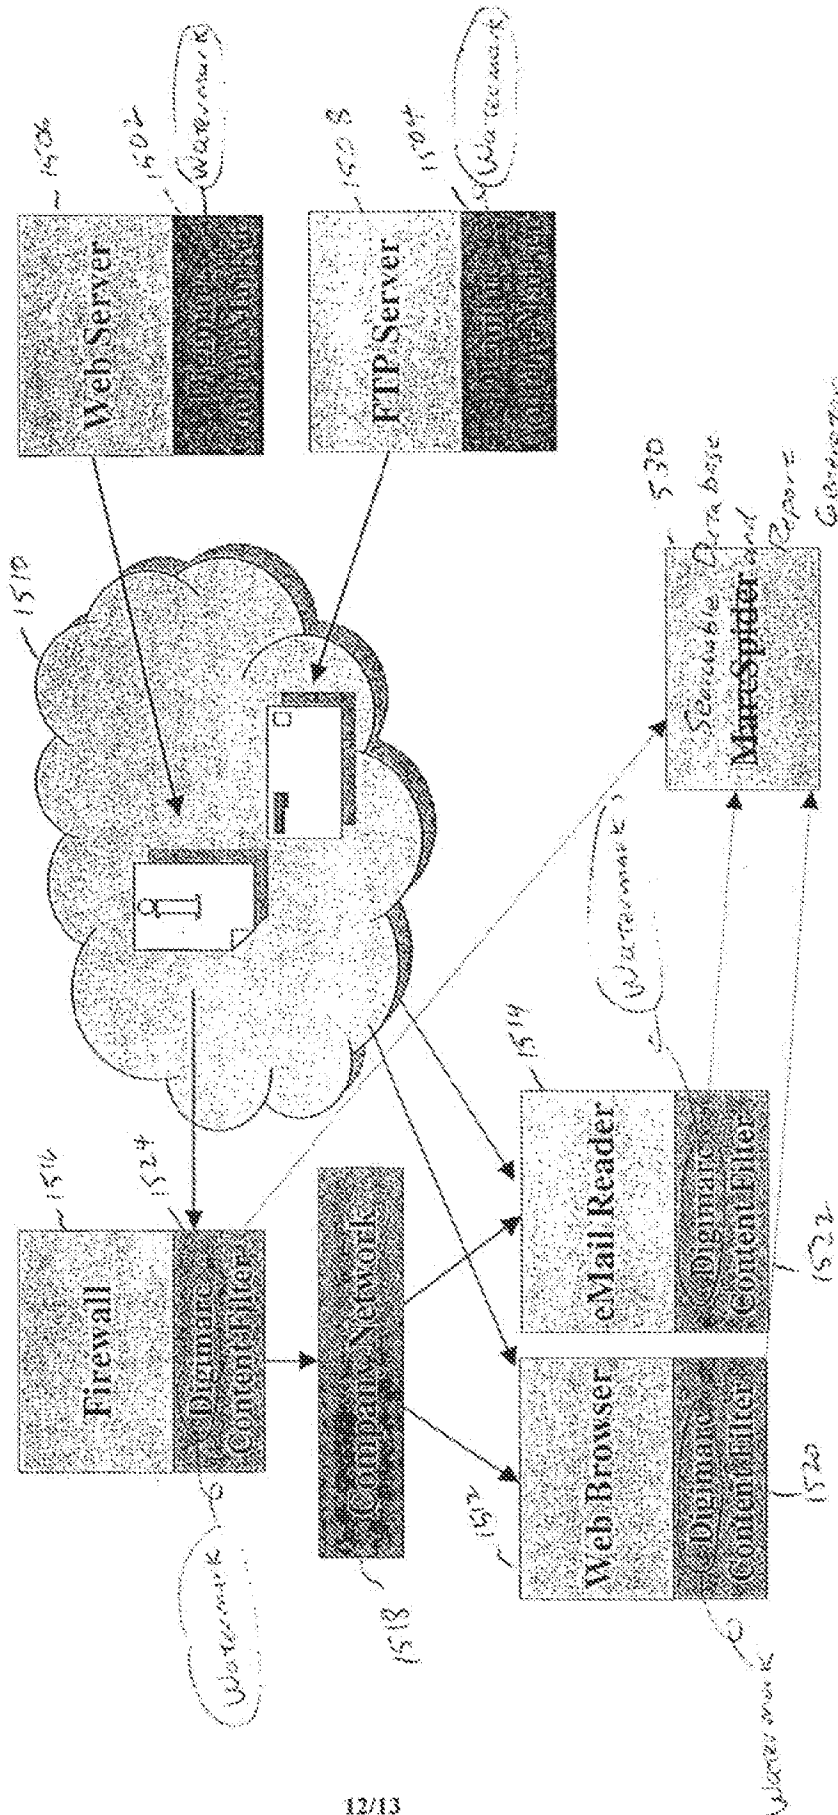 Firewall
Digimarc
Content Filter
1516
1524
Watermark
Company Network
1518
Web Browser
Digimarc
Content Filter
1512
1520
Watermark
eMail Reader
Digimarc
Content Filter
1514
1522
Watermark
1510
Web Server
1506
1502
Watermark
FTP Server
1508
1504
Watermark
530
Searchable Database
MarcSpider and
Report
12/13